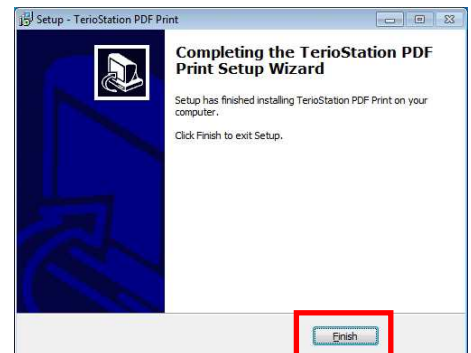 Setup - TerioStation PDF Print
Completing the TerioStation PDF
Print Setup Wizard
Setup has finished installing TerioStation PDF Print on your
computer.
Click Finish to exit Setup.
Finish